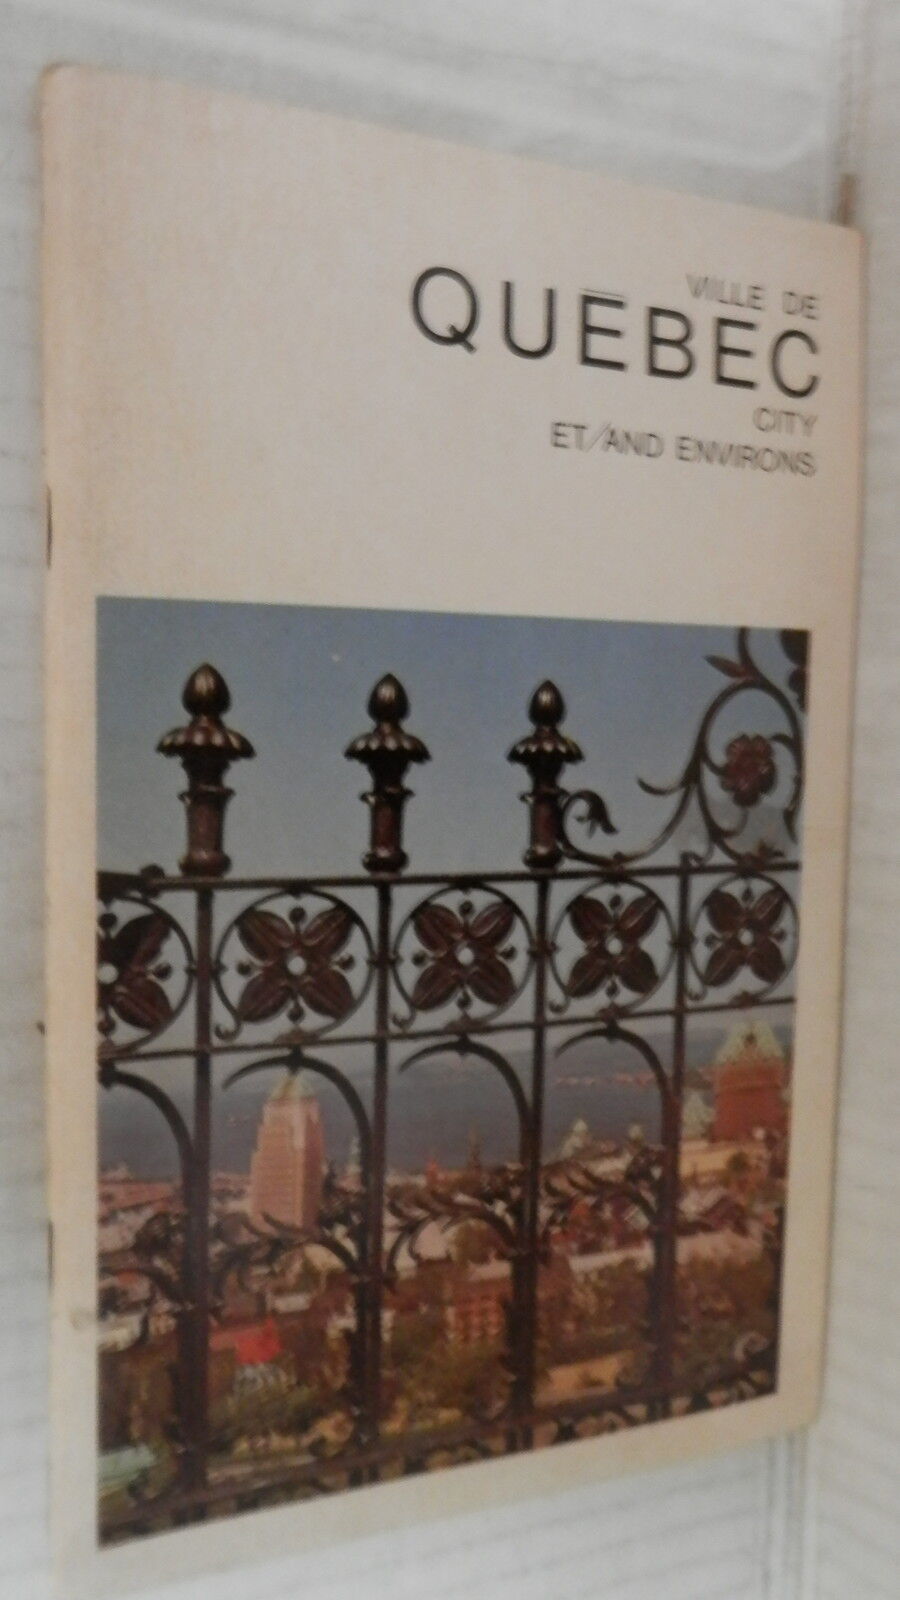 VILLE DE
QUÉBEC
CITY
ET/AND ENVIRONS